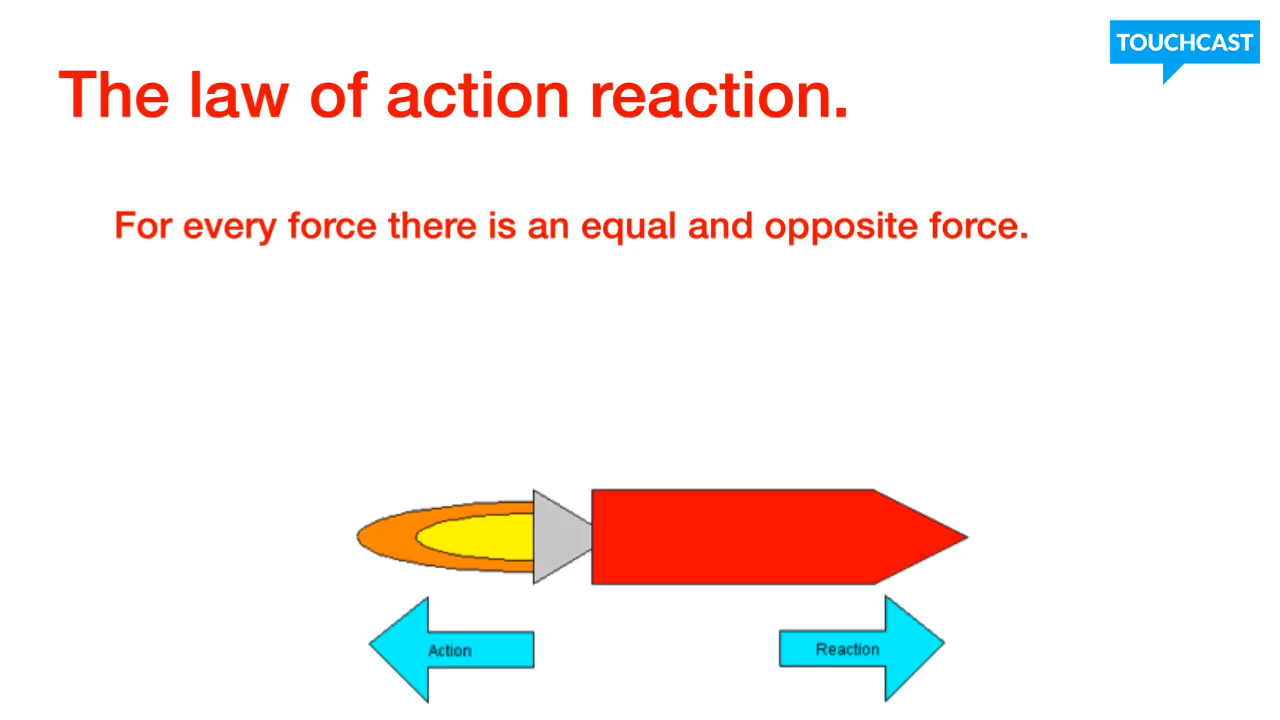 TOUCHCAST
The law of action reaction.
For every force there is an equal and opposite force.
Action
Reaction